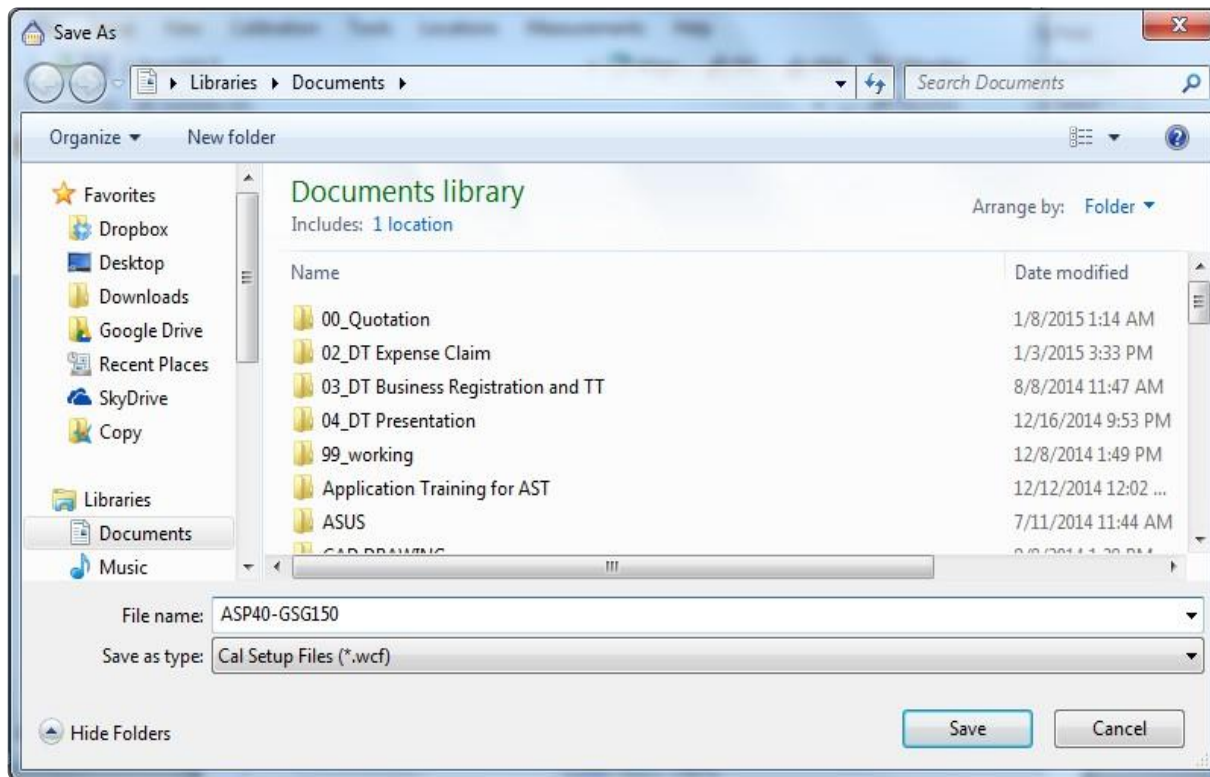 Save As
Libraries Documents
Search Documents
Organize New folder
Favorites
Dropbox
Desktop
Downloads
Google Drive
Recent Places
SkyDrive
Copy
Libraries
Documents
Music
Documents library
Includes: 1 location
Arrange by: Folder
Name Date modified
00_Quotation 1/8/2015 1:14 AM
02_DT Expense Claim 1/3/2015 3:33 PM
03_DT Business Registration and TT 8/8/2014 11:47 AM
04_DT Presentation 12/16/2014 9:53 PM
99_working 12/8/2014 1:49 PM
Application Training for AST 12/12/2014 12:02 ...
ASUS 7/11/2014 11:44 AM
CAD DRAWING
File name: ASP40-GSG150
Save as type: Cal Setup Files (*.wcf)
Hide Folders
Save Cancel